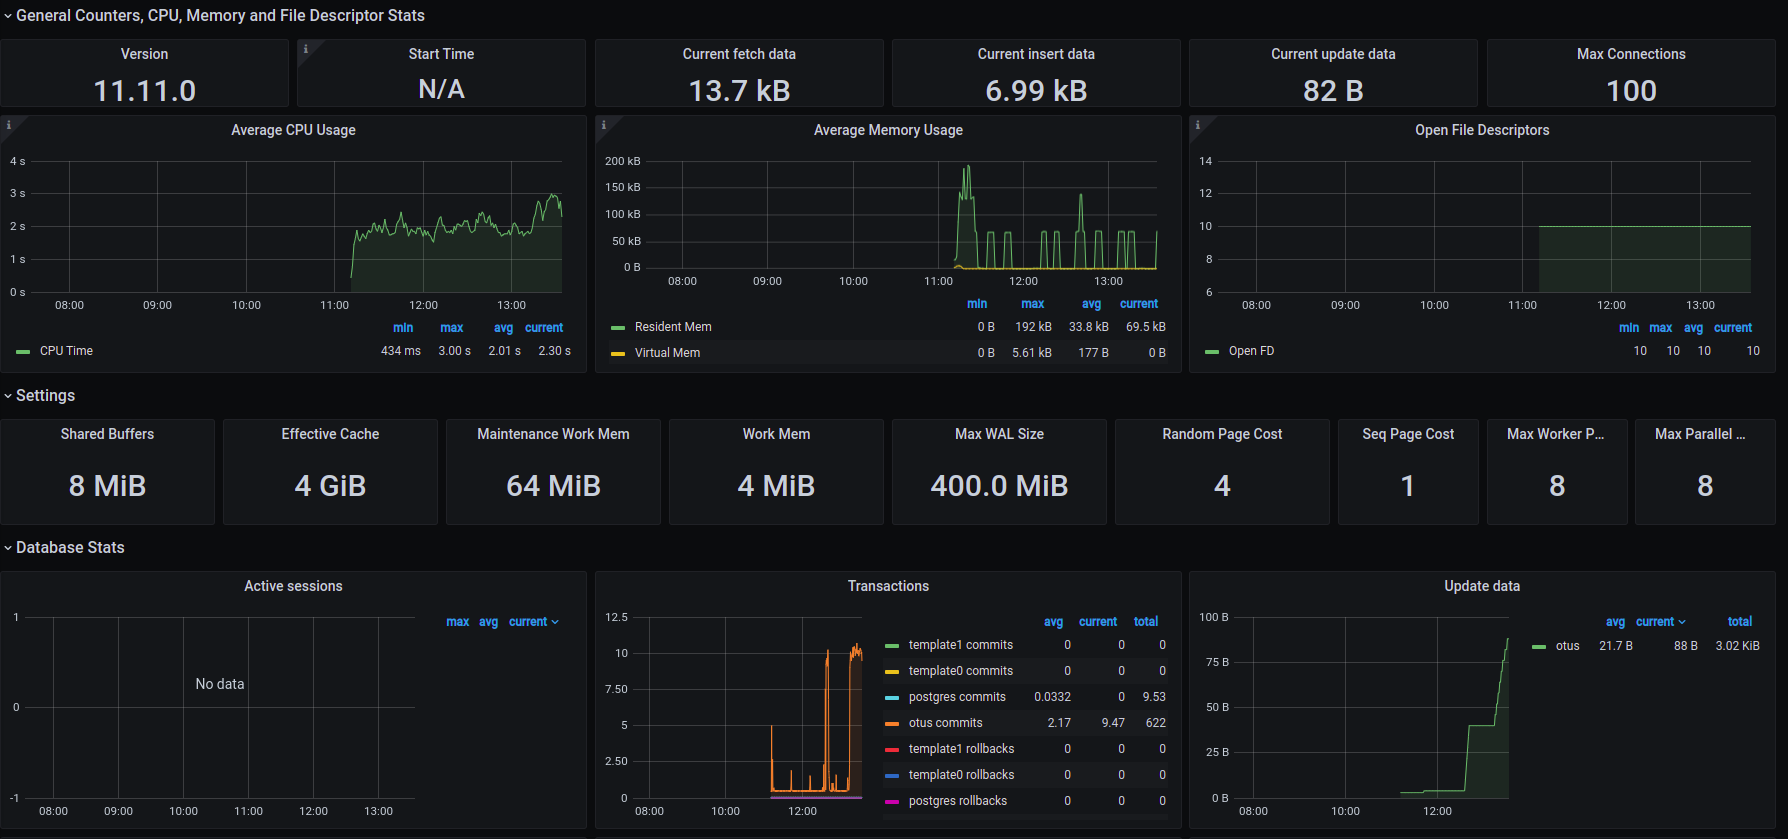 General Counters, CPU, Memory and File Descriptor Stats
Version
11.11.0
Start Time
N/A
Current fetch data
13.7 kB
Current insert data
6.99 kB
Current update data
82 B
Max Connections
100
Average CPU Usage
4 s
3 s
2 s
1 s
0 s
08:00 09:00 10:00 11:00 12:00 13:00
min max avg current
CPU Time 434 ms 3.00 s 2.01 s 2.30 s
Average Memory Usage
200 kB
150 kB
100 kB
50 kB
0 B
08:00 09:00 10:00 11:00 12:00 13:00
min max avg current
Resident Mem 0 B 192 kB 33.8 kB 69.5 kB
Virtual Mem 0 B 5.61 kB 177 B 0 B
Open File Descriptors
14
12
10
8
6
08:00 09:00 10:00 11:00 12:00 13:00
min max avg current
Open FD 10 10 10 10
Settings
Shared Buffers
8 MiB
Effective Cache
4 GiB
Maintenance Work Mem
64 MiB
Work Mem
4 MiB
Max WAL Size
400.0 MiB
Random Page Cost
4
Seq Page Cost
1
Max Worker P...
8
Max Parallel ...
8
Database Stats
Active sessions
1
0
-1
No data
08:00 09:00 10:00 11:00 12:00 13:00
max avg current
Transactions
12.5
10
7.50
5
2.50
0
08:00 10:00 12:00
avg current total
template1 commits 0 0 0
template0 commits 0 0 0
postgres commits 0.0332 0 9.53
otus commits 2.17 9.47 622
template1 rollbacks 0 0 0
template0 rollbacks 0 0 0
postgres rollbacks 0 0 0
Update data
100 B
75 B
50 B
25 B
0 B
08:00 10:00 12:00
avg current total
otus 21.7 B 88 B 3.02 KiB